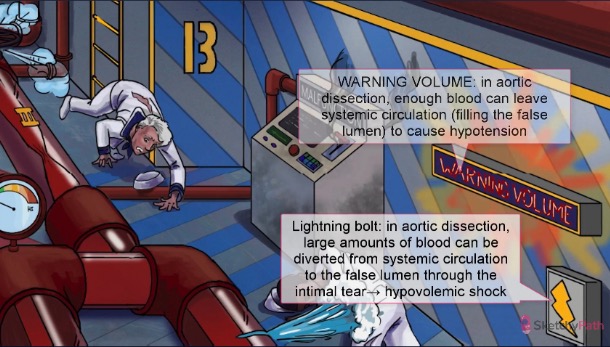 13
WARNING VOLUME: in aortic
dissection, enough blood can leave
systemic circulation (filling the false
lumen) to cause hypotension
WARNING VOLUME
Lightning bolt: in aortic dissection,
large amounts of blood can be
diverted from systemic circulation
to the false lumen through the
intimal tear→ hypovolemic shock
SketchyPath